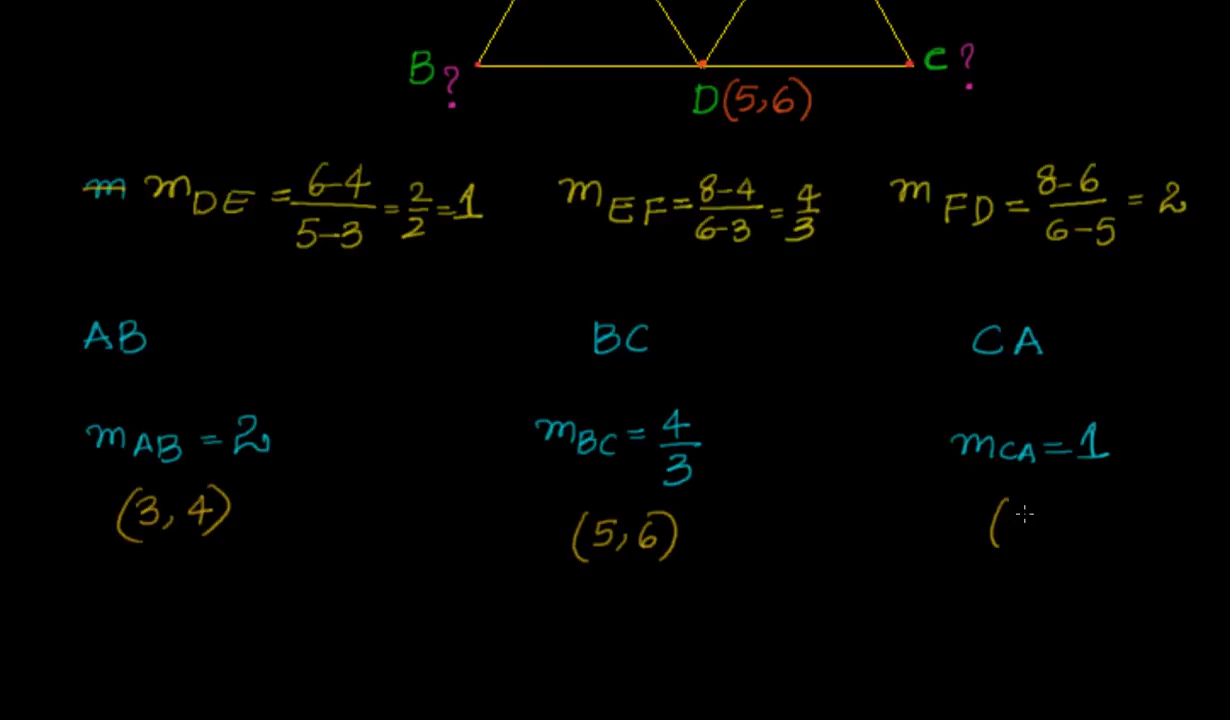 B? D(5,6) C?
m m_DE = 6-4/5-3 = 2/2 = 1 m_EF = 8-4/6-3 = 4/3 m_FD = 8-6/6-5 = 2
AB BC CA
m_AB = 2 m_BC = 4/3 m_CA = 1
(3,4) (5,6) (